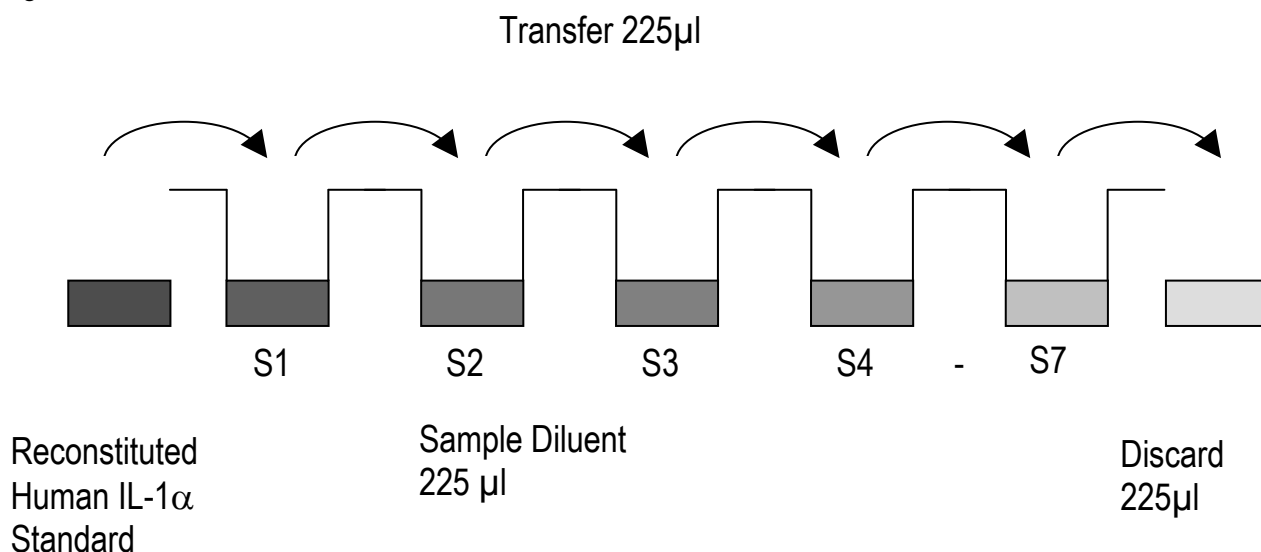 Transfer 225µl
S1 S2 S3 S4 - S7
Reconstituted
Human IL-1α
Standard
Sample Diluent
225 µl
Discard
225µl